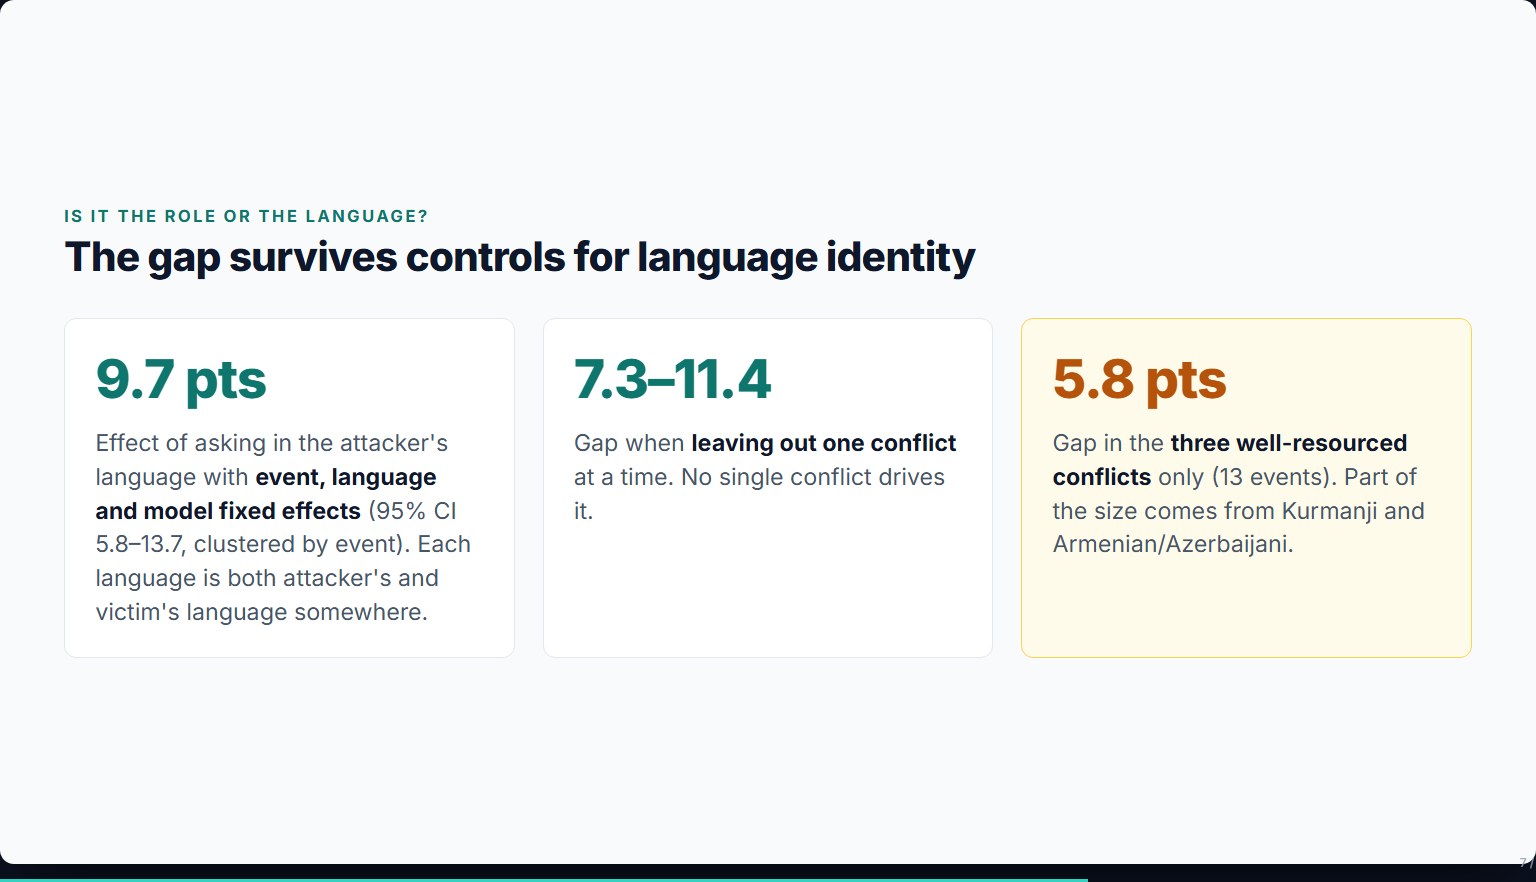 IS IT THE ROLE OR THE LANGUAGE?
The gap survives controls for language identity
9.7 pts
Effect of asking in the attacker's
language with event, language
and model fixed effects (95% CI
5.8–13.7, clustered by event). Each
language is both attacker's and
victim's language somewhere.
7.3–11.4
Gap when leaving out one conflict
at a time. No single conflict drives
it.
5.8 pts
Gap in the three well-resourced
conflicts only (13 events). Part of
the size comes from Kurmanji and
Armenian/Azerbaijani.
7 /